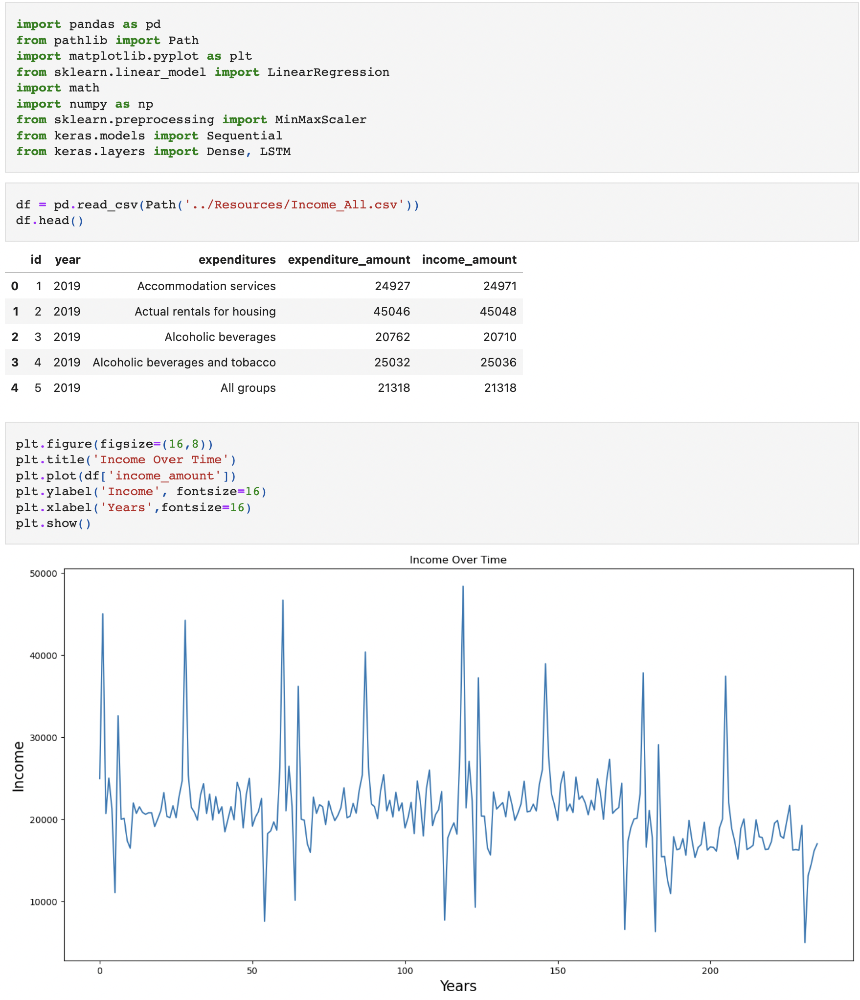 import pandas as pd
from pathlib import Path
import matplotlib.pyplot as plt
from sklearn.linear_model import LinearRegression
import math
import numpy as np
from sklearn.preprocessing import MinMaxScaler
from keras.models import Sequential
from keras.layers import Dense, LSTM
df = pd.read_csv(Path('../Resources/Income_All.csv'))
df.head()
id year expenditures expenditure_amount income_amount
0 1 2019 Accommodation services 24927 24971
1 2 2019 Actual rentals for housing 45046 45048
2 3 2019 Alcoholic beverages 20762 20710
3 4 2019 Alcoholic beverages and tobacco 25032 25036
4 5 2019 All groups 21318 21318
plt.figure(figsize=(16,8))
plt.title('Income Over Time')
plt.plot(df['income_amount'])
plt.ylabel('Income', fontsize=16)
plt.xlabel('Years',fontsize=16)
plt.show()
Income Over Time
50000
40000
30000
20000
10000
Income
0 50 100 150 200
Years